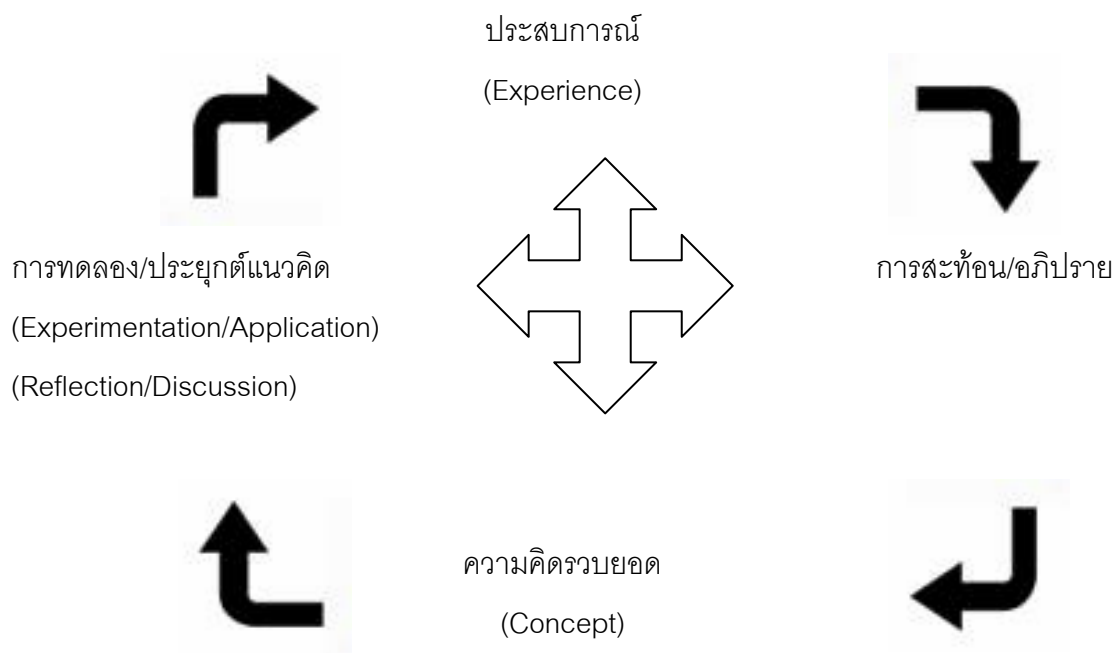 ประสบการณ์
(Experience)
การทดลอง/ประยุกต์แนวคิด
การสะท้อน/อภิปราย
(Experimentation/Application)
(Reflection/Discussion)
ความคิดรวบยอด
(Concept)